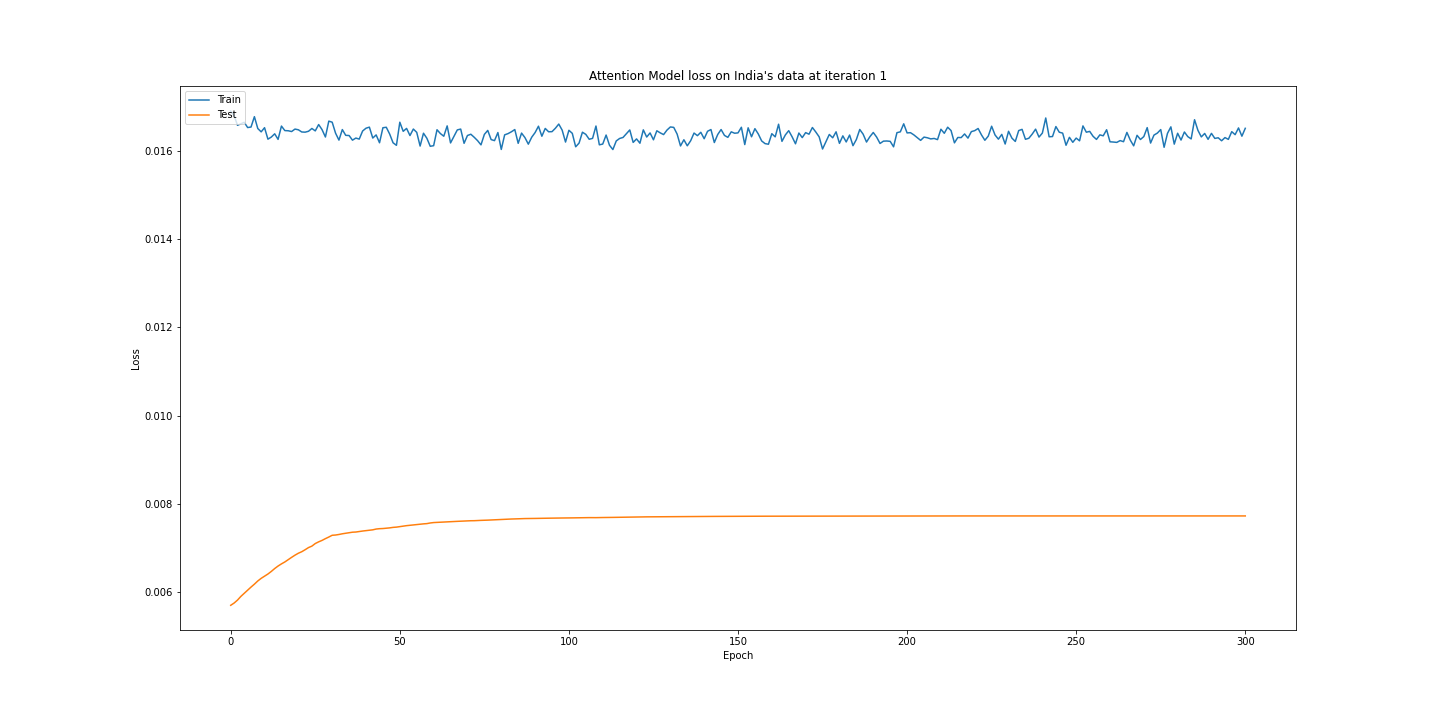 Attention Model loss on India's data at iteration 1
Train
Test
0.016
0.014
0.012
0.010
0.008
0.006
Loss
0 50 100 150 200 250 300
Epoch